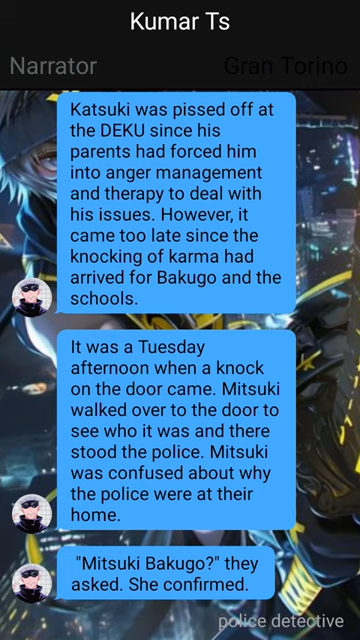 Kumar Ts
Narrator
Gran Torino
Katsuki was pissed off at
the DEKU since his
parents had forced him
into anger management
and therapy to deal with
his issues. However, it
came too late since the
knocking of karma had
arrived for Bakugo and the
schools.
It was a Tuesday
afternoon when a knock
on the door came. Mitsuki
walked over to the door to
see who it was and there
stood the police. Mitsuki
was confused about why
the police were at their
home.
"Mitsuki Bakugo?" they
asked. She confirmed.
police detective